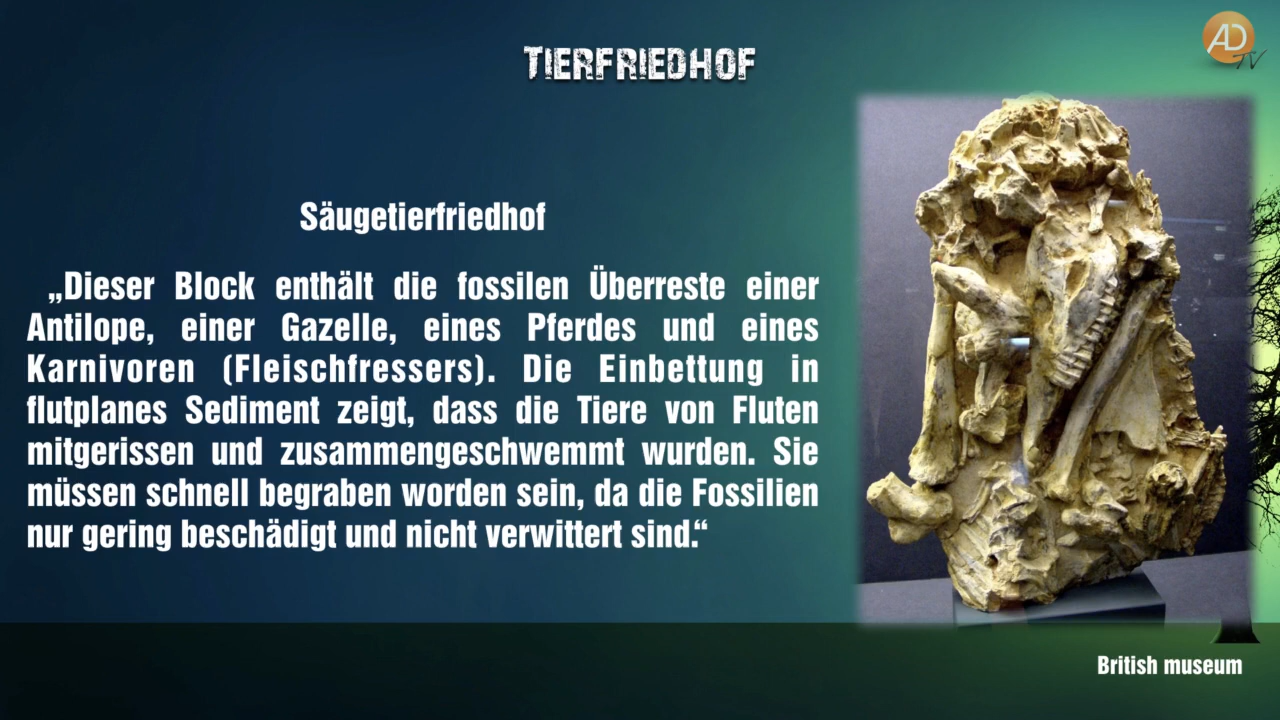 AD
TV
TIERFRIEDHOF
Säugetierfriedhof
„Dieser Block enthält die fossilen Überreste einer
Antilope, einer Gazelle, eines Pferdes und eines
Karnivoren (Fleischfressers). Die Einbettung in
flutplanes Sediment zeigt, dass die Tiere von Fluten
mitgerissen und zusammengeschwemmt wurden. Sie
müssen schnell begraben worden sein, da die Fossilien
nur gering beschädigt und nicht verwittert sind.“
British museum